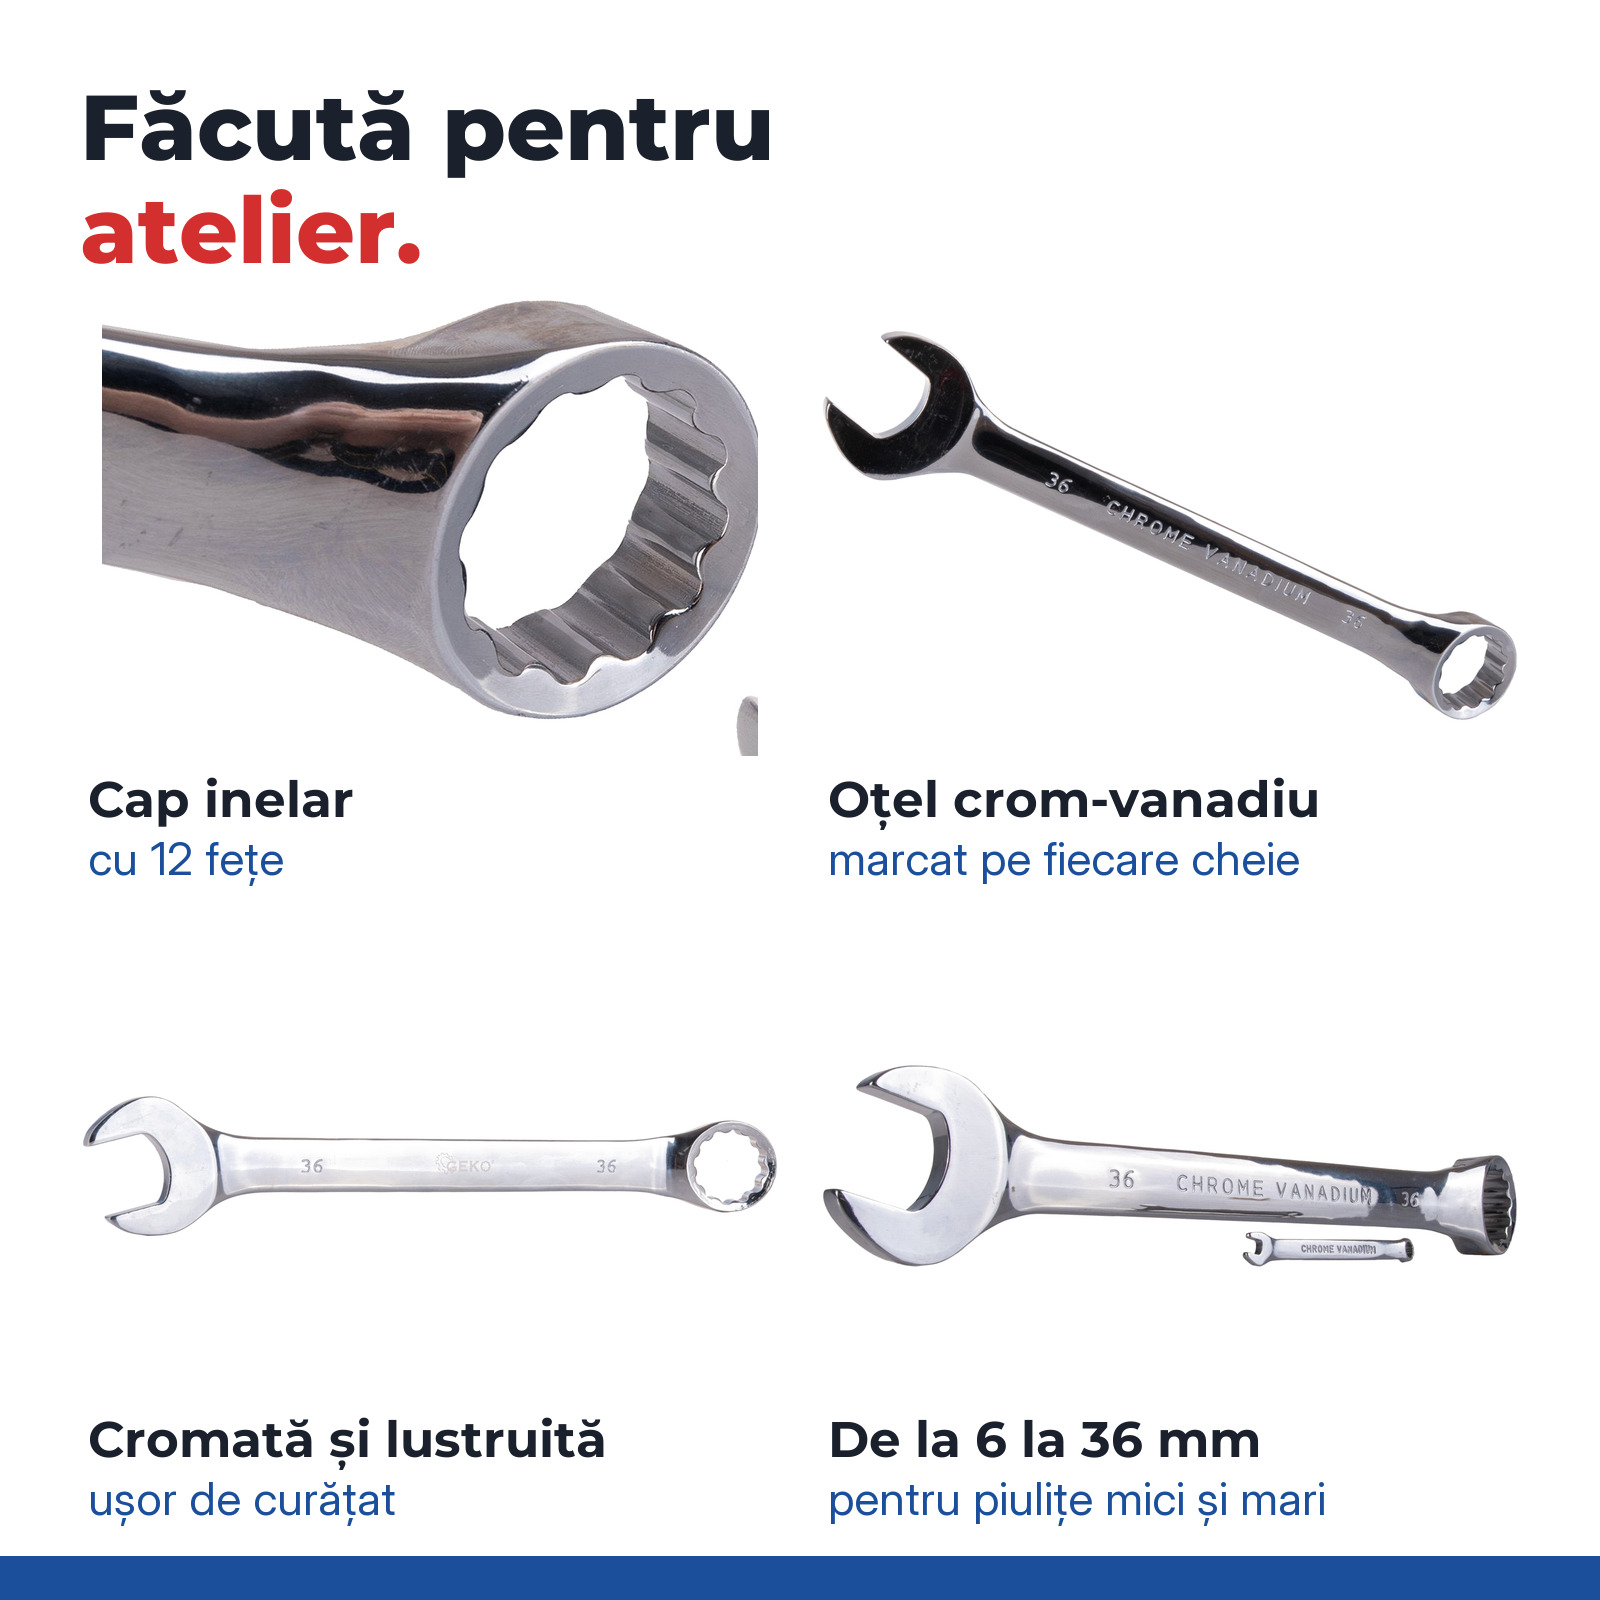 Făcută pentru
atelier.
36 CHROME VANADIUM 36
Cap inelar
cu 12 fețe
Oțel crom-vanadiu
marcat pe fiecare cheie
36 GEKO 36
36 CHROME VANADIUM 36
CHROME VANADIUM
Cromată și lustruită
ușor de curățat
De la 6 la 36 mm
pentru piulițe mici și mari